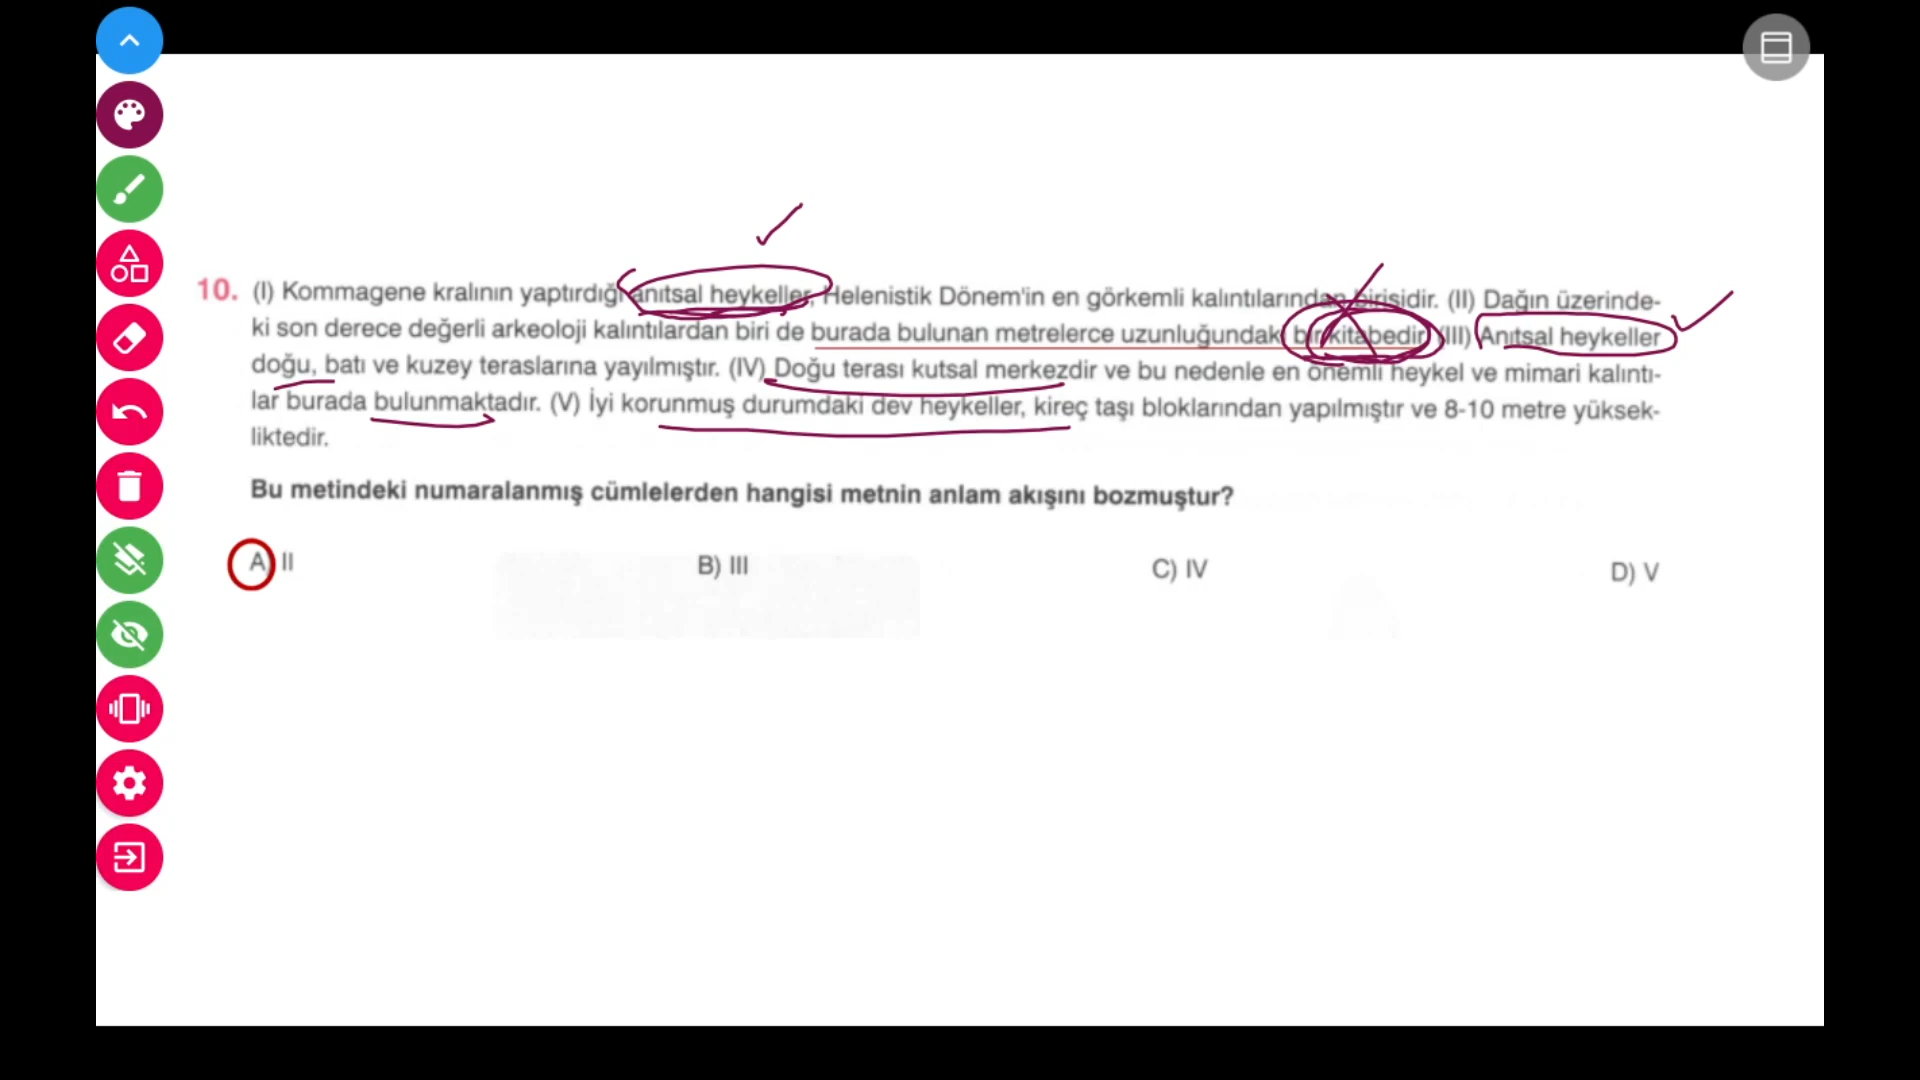 10. (I) Kommagene kralının yaptırdığı anıtsal heykeller, Helenistik Dönem'in en görkemli kalıntılarından birisidir. (II) Dağın üzerinde-
ki son derece değerli arkeoloji kalıntılardan biri de burada bulunan metrelerce uzunluğundaki bir kitabedir. (III) Anıtsal heykeller
doğu, batı ve kuzey teraslarına yayılmıştır. (IV) Doğu terası kutsal merkezdir ve bu nedenle en önemli heykel ve mimari kalıntı-
lar burada bulunmaktadır. (V) İyi korunmuş durumdaki dev heykeller, kireç taşı bloklarından yapılmıştır ve 8-10 metre yüksek-
liktedir.
Bu metindeki numaralanmış cümlelerden hangisi metnin anlam akışını bozmuştur?
A) II B) III C) IV D) V